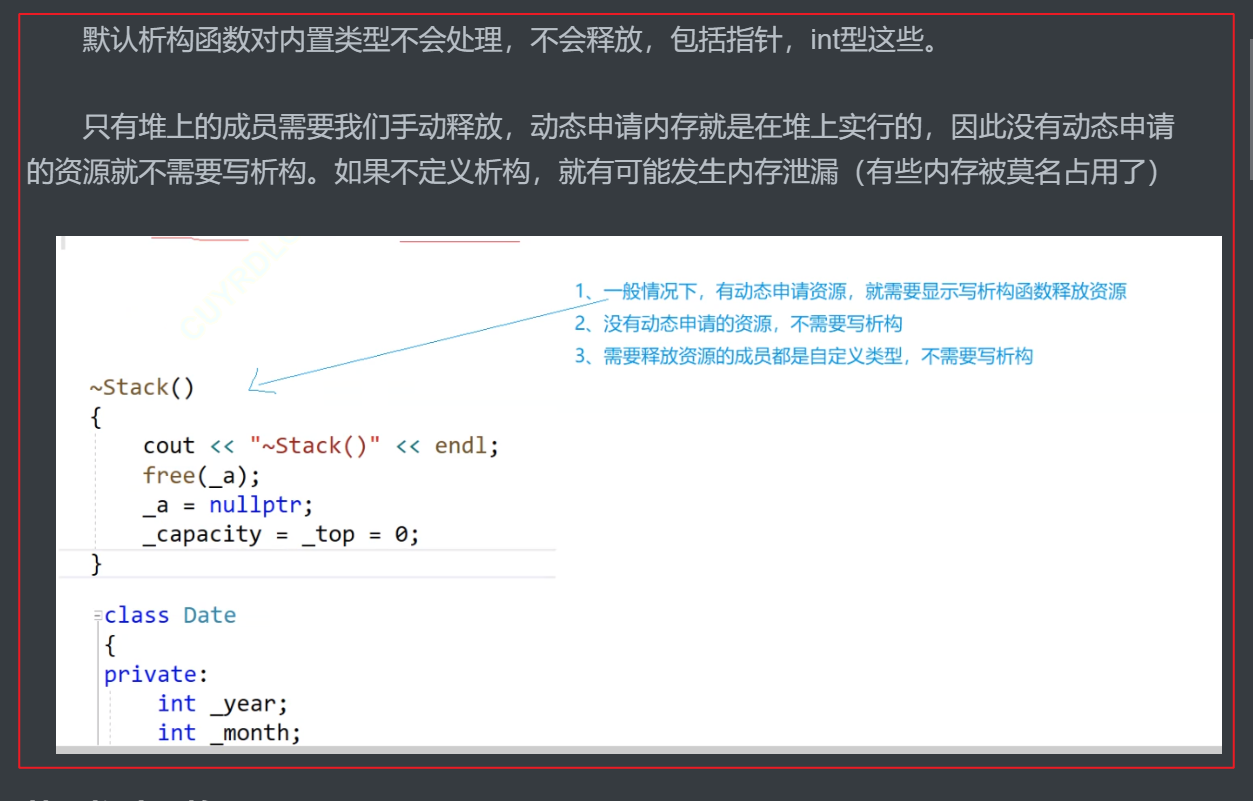 默认析构函数对内置类型不会处理，不会释放，包括指针，int型这些。
只有堆上的成员需要我们手动释放，动态申请内存就是在堆上实行的，因此没有动态申请
的资源就不需要写析构。如果不定义析构，就有可能发生内存泄漏（有些内存被莫名占用了）
1、一般情况下，有动态申请资源，就需要显示写析构函数释放资源
2、没有动态申请的资源，不需要写析构
3、需要释放资源的成员都是自定义类型，不需要写析构
~Stack()
{
cout << "~Stack()" << endl;
free(_a);
_a = nullptr;
_capacity = _top = 0;
}
class Date
{
private:
int _year;
int _month;